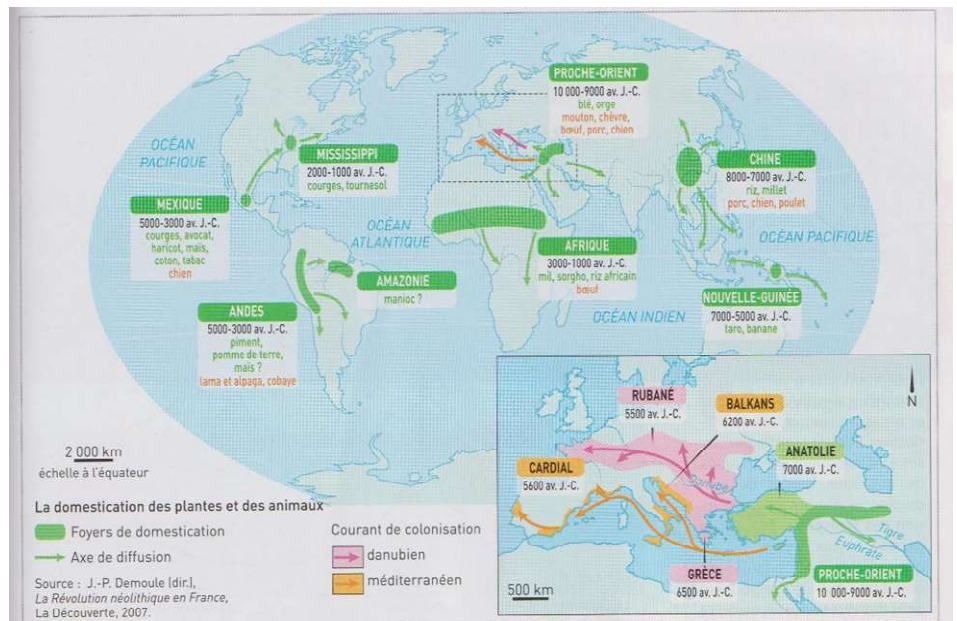 PROCHE-ORIENT
10 000-9000 av. J.-C.
blé, orge
mouton, chèvre,
bœuf, porc, chien
OCÉAN
PACIFIQUE
MISSISSIPPI
2000-1000 av. J.-C.
courges, tournesol
CHINE
8000-7000 av. J.-C.
riz, millet
porc, chien, poulet
MEXIQUE
5000-3000 av. J.-C.
courges, avocat,
haricot, maïs,
coton, tabac
chien
OCÉAN
ATLANTIQUE
OCÉAN PACIFIQUE
AFRIQUE
3000-1000 av. J.-C.
mil, sorgho, riz africain
bœuf
AMAZONIE
manioc ?
NOUVELLE-GUINÉE
7000-5000 av. J.-C.
taro, banane
OCÉAN INDIEN
ANDES
5000-3000 av. J.-C.
piment,
pomme de terre,
maïs ?
lama et alpaga, cobaye
2 000 km
échelle à l'équateur
La domestication des plantes et des animaux
Foyers de domestication
Axe de diffusion
Source : J.-P. Demoule (dir.),
La Révolution néolithique en France,
La Découverte, 2007.
Courant de colonisation
danubien
méditerranéen
N
RUBANÉ
5500 av. J.-C.
BALKANS
6200 av. J.-C.
ANATOLIE
7000 av. J.-C.
CARDIAL
5600 av. J.-C.
Danube
Tigre
Euphrate
GRÈCE
6500 av. J.-C.
PROCHE-ORIENT
10 000-9000 av. J.-C.
500 km